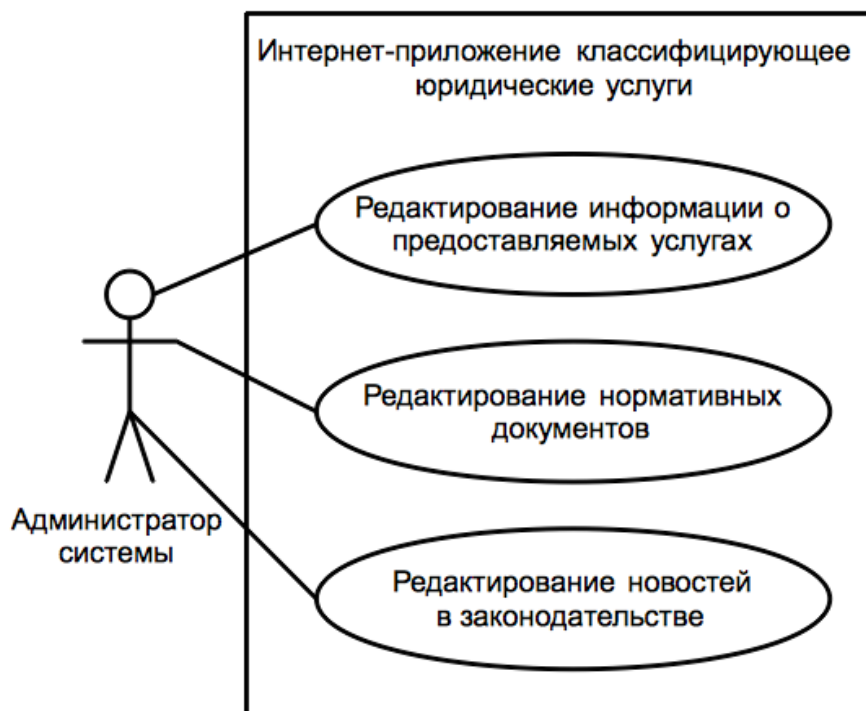 Интернет-приложение классифицирующее
юридические услуги
Редактирование информации о
предоставляемых услугах
Редактирование нормативных
документов
Администратор
системы
Редактирование новостей
в законодательстве